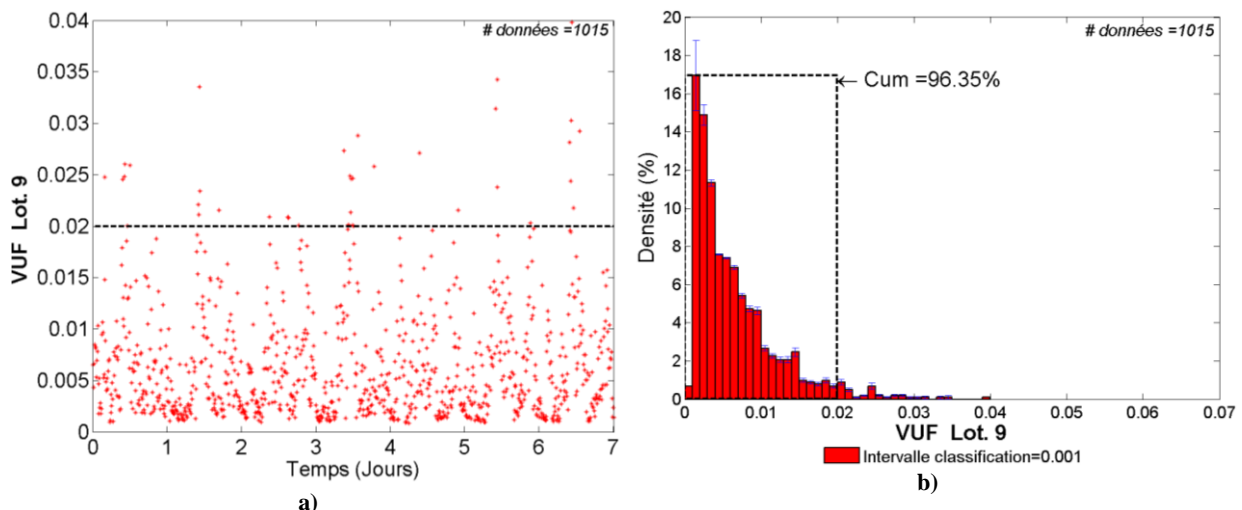 # données =1015
0.04
0.035
0.03
0.025
0.02
0.015
0.01
0.005
0
VUF Lot. 9
0 1 2 3 4 5 6 7
Temps (Jours)
a)
# données =1015
20
18
16
14
12
10
8
6
4
2
0
Densité (%)
← Cum =96.35%
0 0.01 0.02 0.03 0.04 0.05 0.06 0.07
VUF Lot. 9
Intervalle classification=0.001
b)